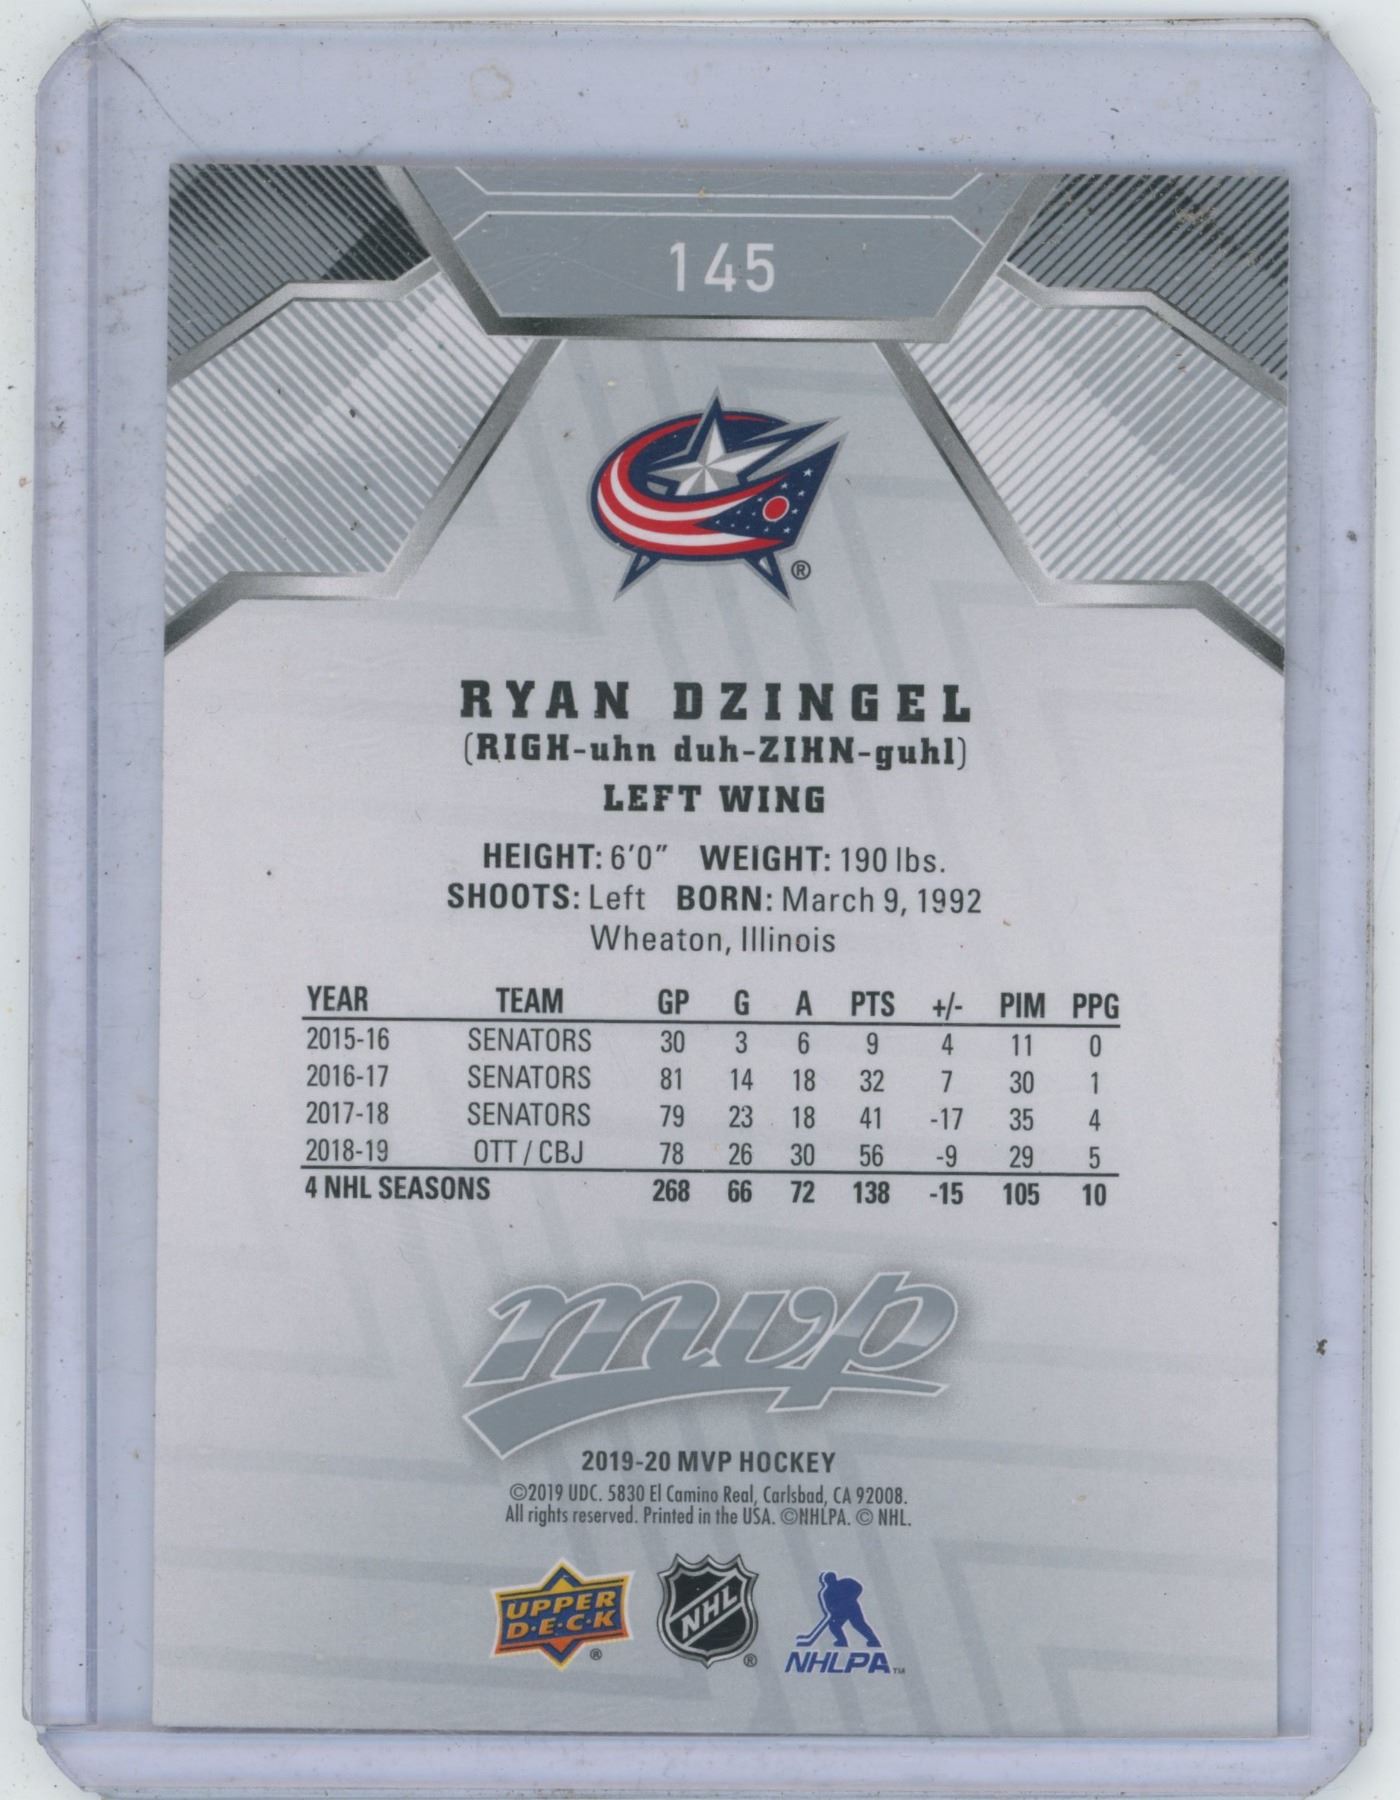 145
®
RYAN DZINGEL
(RIGH-uhn duh-ZIHN-guhl)
LEFT WING
HEIGHT: 6'0" WEIGHT: 190 lbs.
SHOOTS: Left BORN: March 9, 1992
Wheaton, Illinois
YEAR TEAM GP G A PTS +/- PIM PPG
2015-16 SENATORS 30 3 6 9 4 11 0
2016-17 SENATORS 81 14 18 32 7 30 1
2017-18 SENATORS 79 23 18 41 -17 35 4
2018-19 OTT / CBJ 78 26 30 56 -9 29 5
4 NHL SEASONS 268 66 72 138 -15 105 10
mvp
2019-20 MVP HOCKEY
©2019 UDC. 5830 El Camino Real, Carlsbad, CA 92008.
All rights reserved. Printed in the USA. ©NHLPA. © NHL.
UPPER
D·E·C·K ®
NHL ®
NHLPA ™